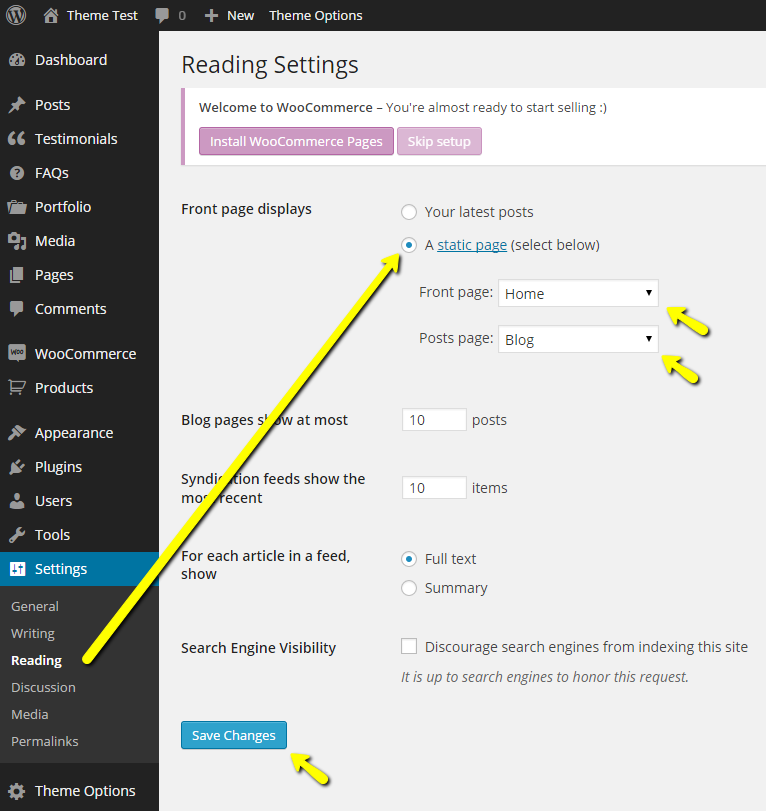 Theme Test
0
New
Theme Options
Dashboard
Posts
Testimonials
FAQs
Portfolio
Media
Pages
Comments
WooCommerce
Products
Appearance
Plugins
Users
Tools
Settings
General
Writing
Reading
Discussion
Media
Permalinks
Theme Options
Reading Settings
Welcome to WooCommerce – You're almost ready to start selling :)
Install WooCommerce Pages
Skip setup
Front page displays
Your latest posts
A static page (select below)
Front page: Home
Posts page: Blog
Blog pages show at most
10 posts
Syndication feeds show the
most recent
10 items
For each article in a feed,
show
Full text
Summary
Search Engine Visibility
Discourage search engines from indexing this site
It is up to search engines to honor this request.
Save Changes